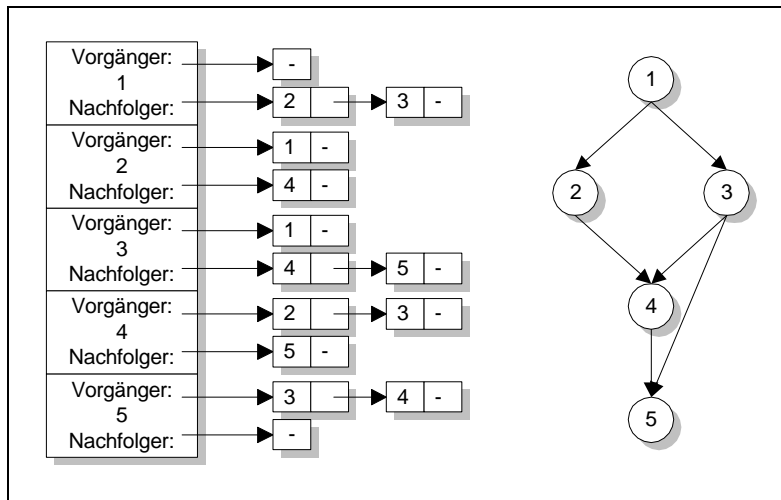 Vorgänger:
-
1
Nachfolger:
2 3 -
Vorgänger:
1 -
2
Nachfolger:
4 -
Vorgänger:
1 -
3
Nachfolger:
4 5 -
Vorgänger:
2 3 -
4
Nachfolger:
5 -
Vorgänger:
3 4 -
5
Nachfolger:
-
1
2 3
4
5